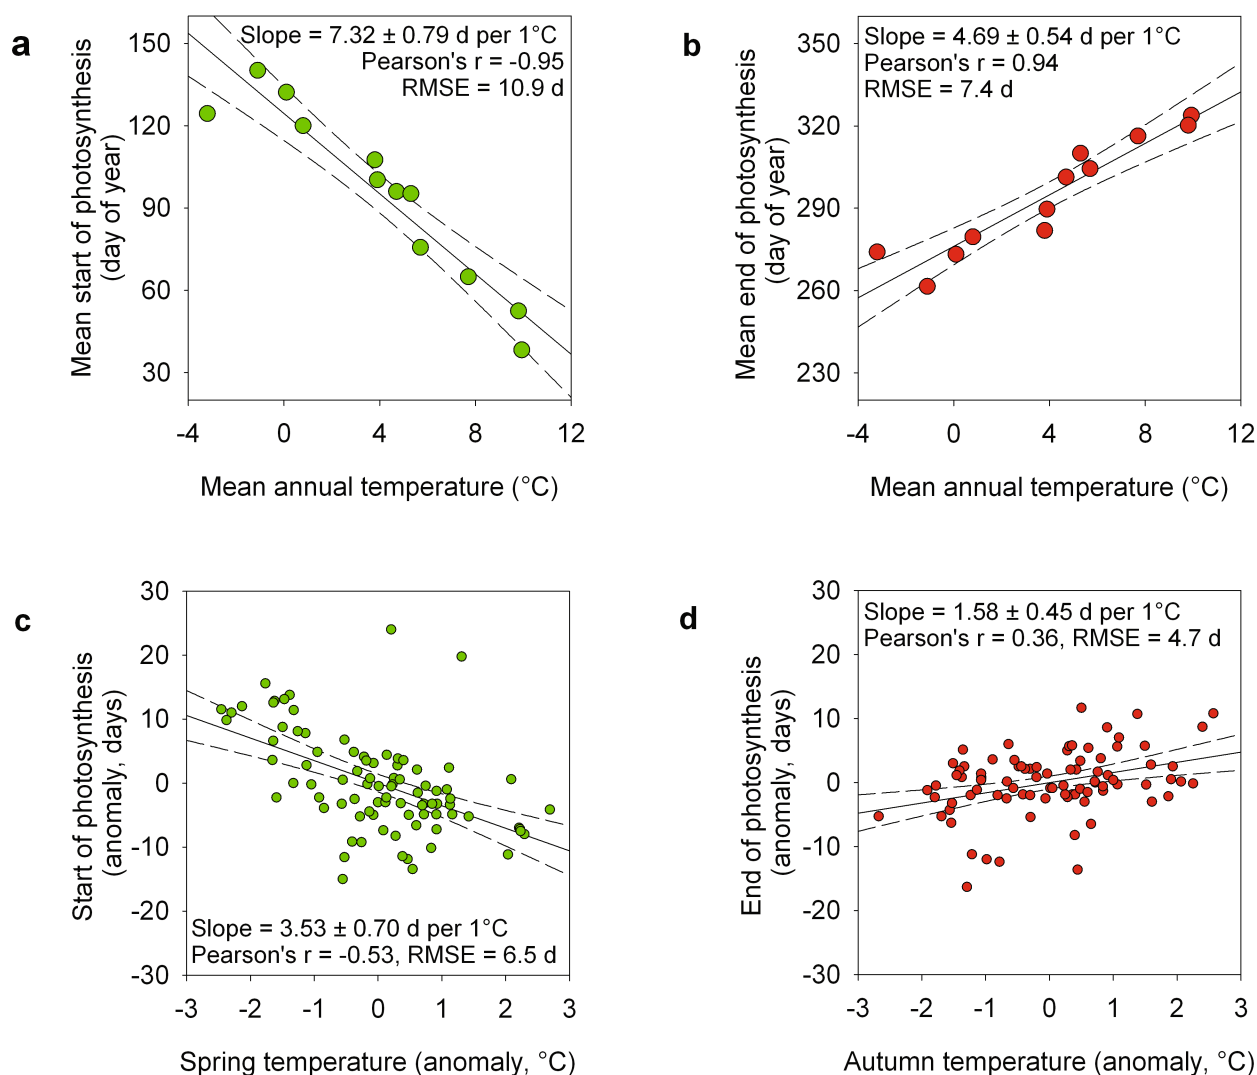 a
Slope = 7.32 ± 0.79 d per 1°C
Pearson's r = -0.95
RMSE = 10.9 d
Mean start of photosynthesis
(day of year)
150
120
90
60
30
-4 0 4 8 12
Mean annual temperature (°C)
b
Slope = 4.69 ± 0.54 d per 1°C
Pearson's r = 0.94
RMSE = 7.4 d
Mean end of photosynthesis
(day of year)
350
320
290
260
230
-4 0 4 8 12
Mean annual temperature (°C)
c
Start of photosynthesis
(anomaly, days)
30
20
10
0
-10
-20
-30
Slope = 3.53 ± 0.70 d per 1°C
Pearson's r = -0.53, RMSE = 6.5 d
-3 -2 -1 0 1 2 3
Spring temperature (anomaly, °C)
d
Slope = 1.58 ± 0.45 d per 1°C
Pearson's r = 0.36, RMSE = 4.7 d
End of photosynthesis
(anomaly, days)
30
20
10
0
-10
-20
-30
-3 -2 -1 0 1 2 3
Autumn temperature (anomaly, °C)